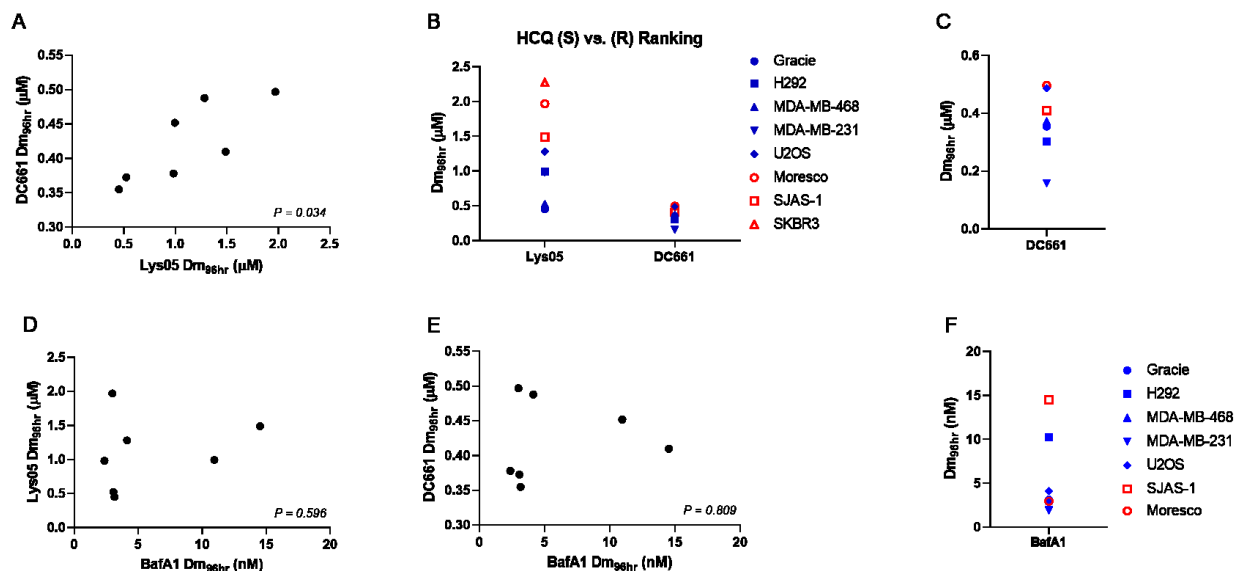 A
DC661 Dm96hr (μM)
0.55
0.50
0.45
0.40
0.35
0.30
0.0
0.5
1.0
1.5
2.0
2.5
P = 0.034
Lys05 Dm96hr (μM)
B
HCQ (S) vs. (R) Ranking
Dm96hr (μM)
2.5
2.0
1.5
1.0
0.5
0.0
Lys05
DC661
Gracie
H292
MDA-MB-468
MDA-MB-231
U2OS
Moresco
SJAS-1
SKBR3
C
Dm96hr (μM)
0.6
0.4
0.2
0.0
DC661
D
Lys05 Dm96hr (μM)
2.5
2.0
1.5
1.0
0.5
0.0
0
5
10
15
20
P = 0.596
BafA1 Dm96hr (nM)
E
DC661 Dm96hr (μM)
0.55
0.50
0.45
0.40
0.35
0.30
0
5
10
15
20
P = 0.809
BafA1 Dm96hr (nM)
F
Dm96hr (nM)
20
15
10
5
0
BafA1
Gracie
H292
MDA-MB-468
MDA-MB-231
U2OS
SJAS-1
Moresco